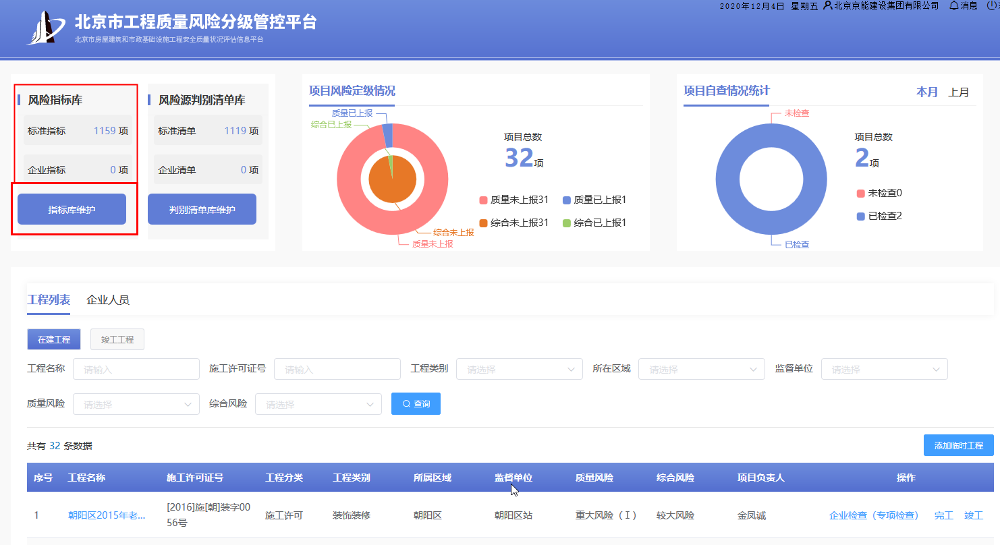 2020年12月4日 星期五 北京京能建设集团有限公司 消息
北京市工程质量风险分级管控平台
北京市房屋建筑和市政基础设施工程安全质量状况评估信息平台
风险指标库
标准指标 1159 项
企业指标 0 项
指标库维护
风险源判别清单库
标准清单 1119 项
企业清单 0 项
判别清单库维护
项目风险定级情况
质量已上报
综合已上报
综合未上报
质量未上报
项目总数
32项
质量未上报31 质量已上报1
综合未上报31 综合已上报1
项目自查情况统计 本月 上月
未检查
已检查
项目总数
2项
未检查0
已检查2
工程列表 企业人员
在建工程 竣工工程
工程名称 请输入 施工许可证号 请输入 工程类别 请选择 所在区域 请选择 监督单位 请选择
质量风险 请选择 综合风险 请选择 查询
共有 32 条数据 添加临时工程
序号 工程名称 施工许可证号 工程分类 工程类别 所属区域 监督单位 质量风险 综合风险 项目负责人 操作
1 朝阳区2015年老... [2016]施[朝]装字00
56号 施工许可 装饰装修 朝阳区 朝阳区站 重大风险（Ⅰ） 较大风险 金凤诚 企业检查（专项检查） 完工 竣工